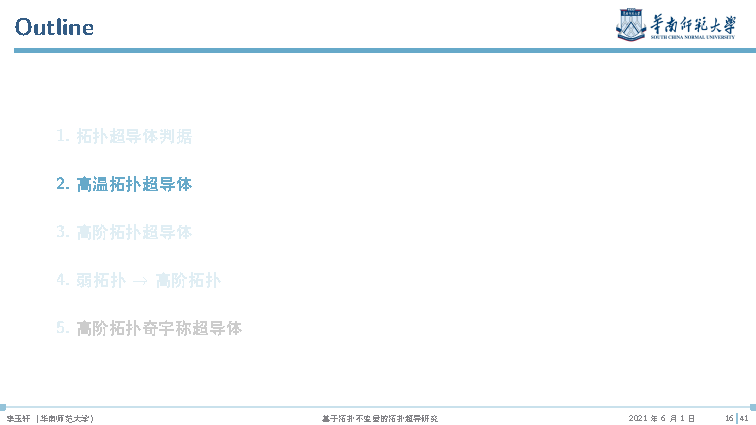 Outline
华南师范大学
SOUTH CHINA NORMAL UNIVERSITY
1. 拓扑超导体判据
2. 高温拓扑超导体
3. 高阶拓扑超导体
4. 弱拓扑 → 高阶拓扑
5. 高阶拓扑奇宇称超导体
李玉轩 (华南师范大学) 基于拓扑不变量的拓扑超导研究 2021 年 6 月 1 日 16 41